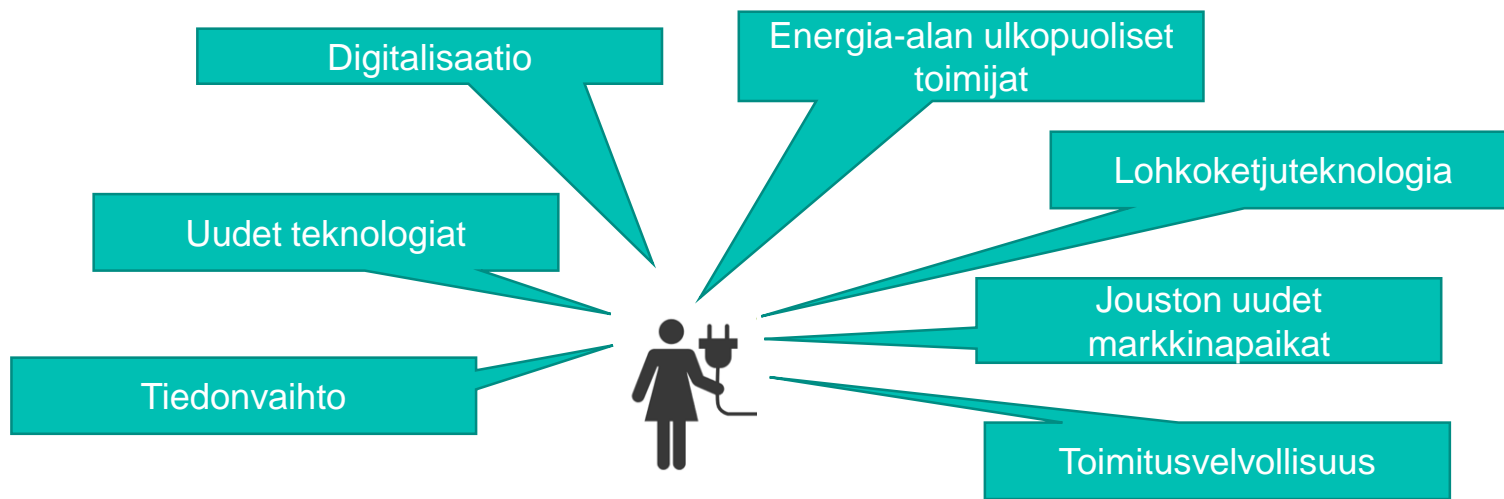 Digitalisaatio
Energia-alan ulkopuoliset
toimijat
Lohkoketjuteknologia
Uudet teknologiat
Jouston uudet
markkinapaikat
Tiedonvaihto
Toimitusvelvollisuus